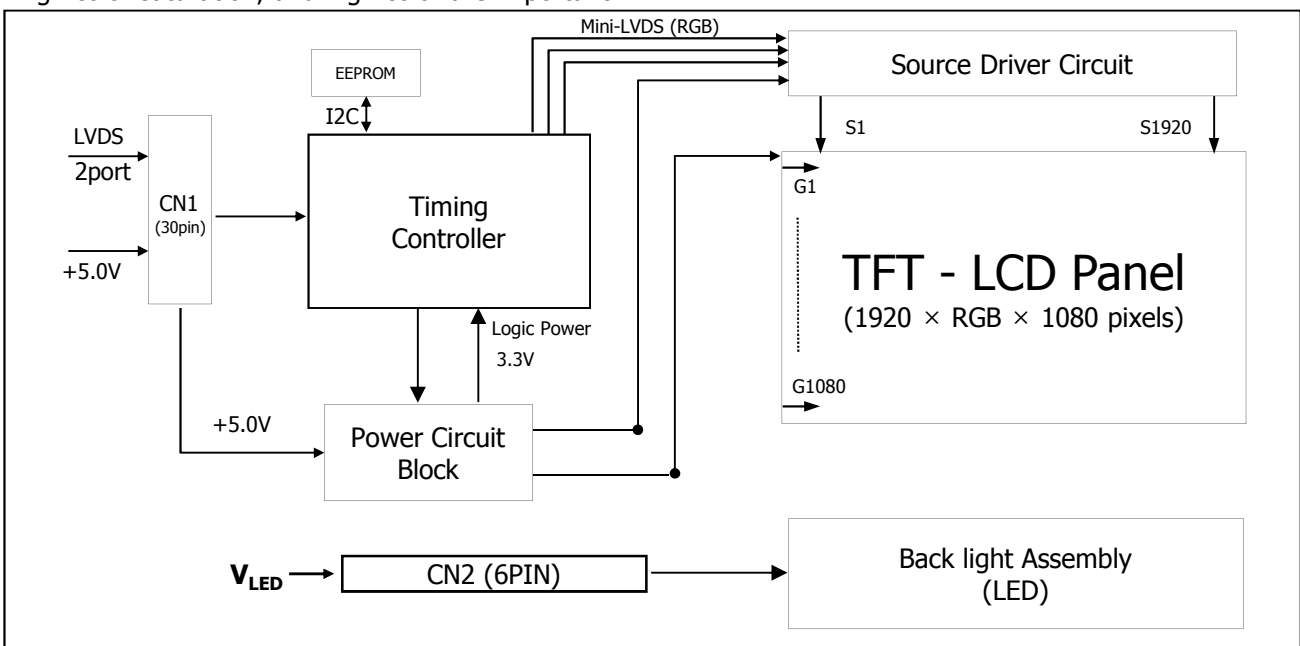 Mini-LVDS (RGB)
EEPROM
I2C
Source Driver Circuit
S1
S1920
LVDS
2port
CN1
(30pin)
+5.0V
Timing
Controller
G1
TFT - LCD Panel
(1920 × RGB × 1080 pixels)
G1080
Logic Power
3.3V
+5.0V
Power Circuit
Block
VLED
CN2 (6PIN)
Back light Assembly
(LED)